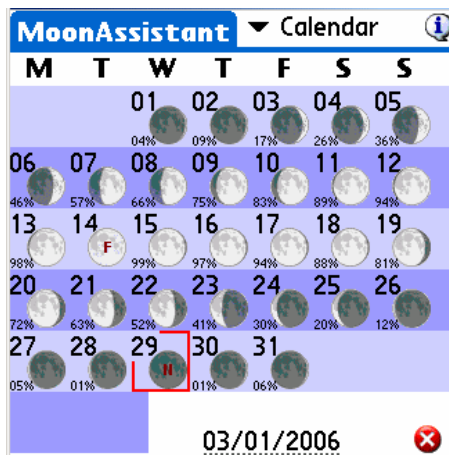 MoonAssistant Calendar i
M T W T F S S
01 02 03 04 05
04% 09% 17% 26% 36%
06 07 08 09 10 11 12
46% 57% 66% 75% 83% 89% 94%
13 14 15 16 17 18 19
F
98% 99% 97% 94% 88% 81%
20 21 22 23 24 25 26
72% 63% 52% 41% 30% 20% 12%
27 28 29 30 31
N
05% 01% 01% 06%
03/01/2006